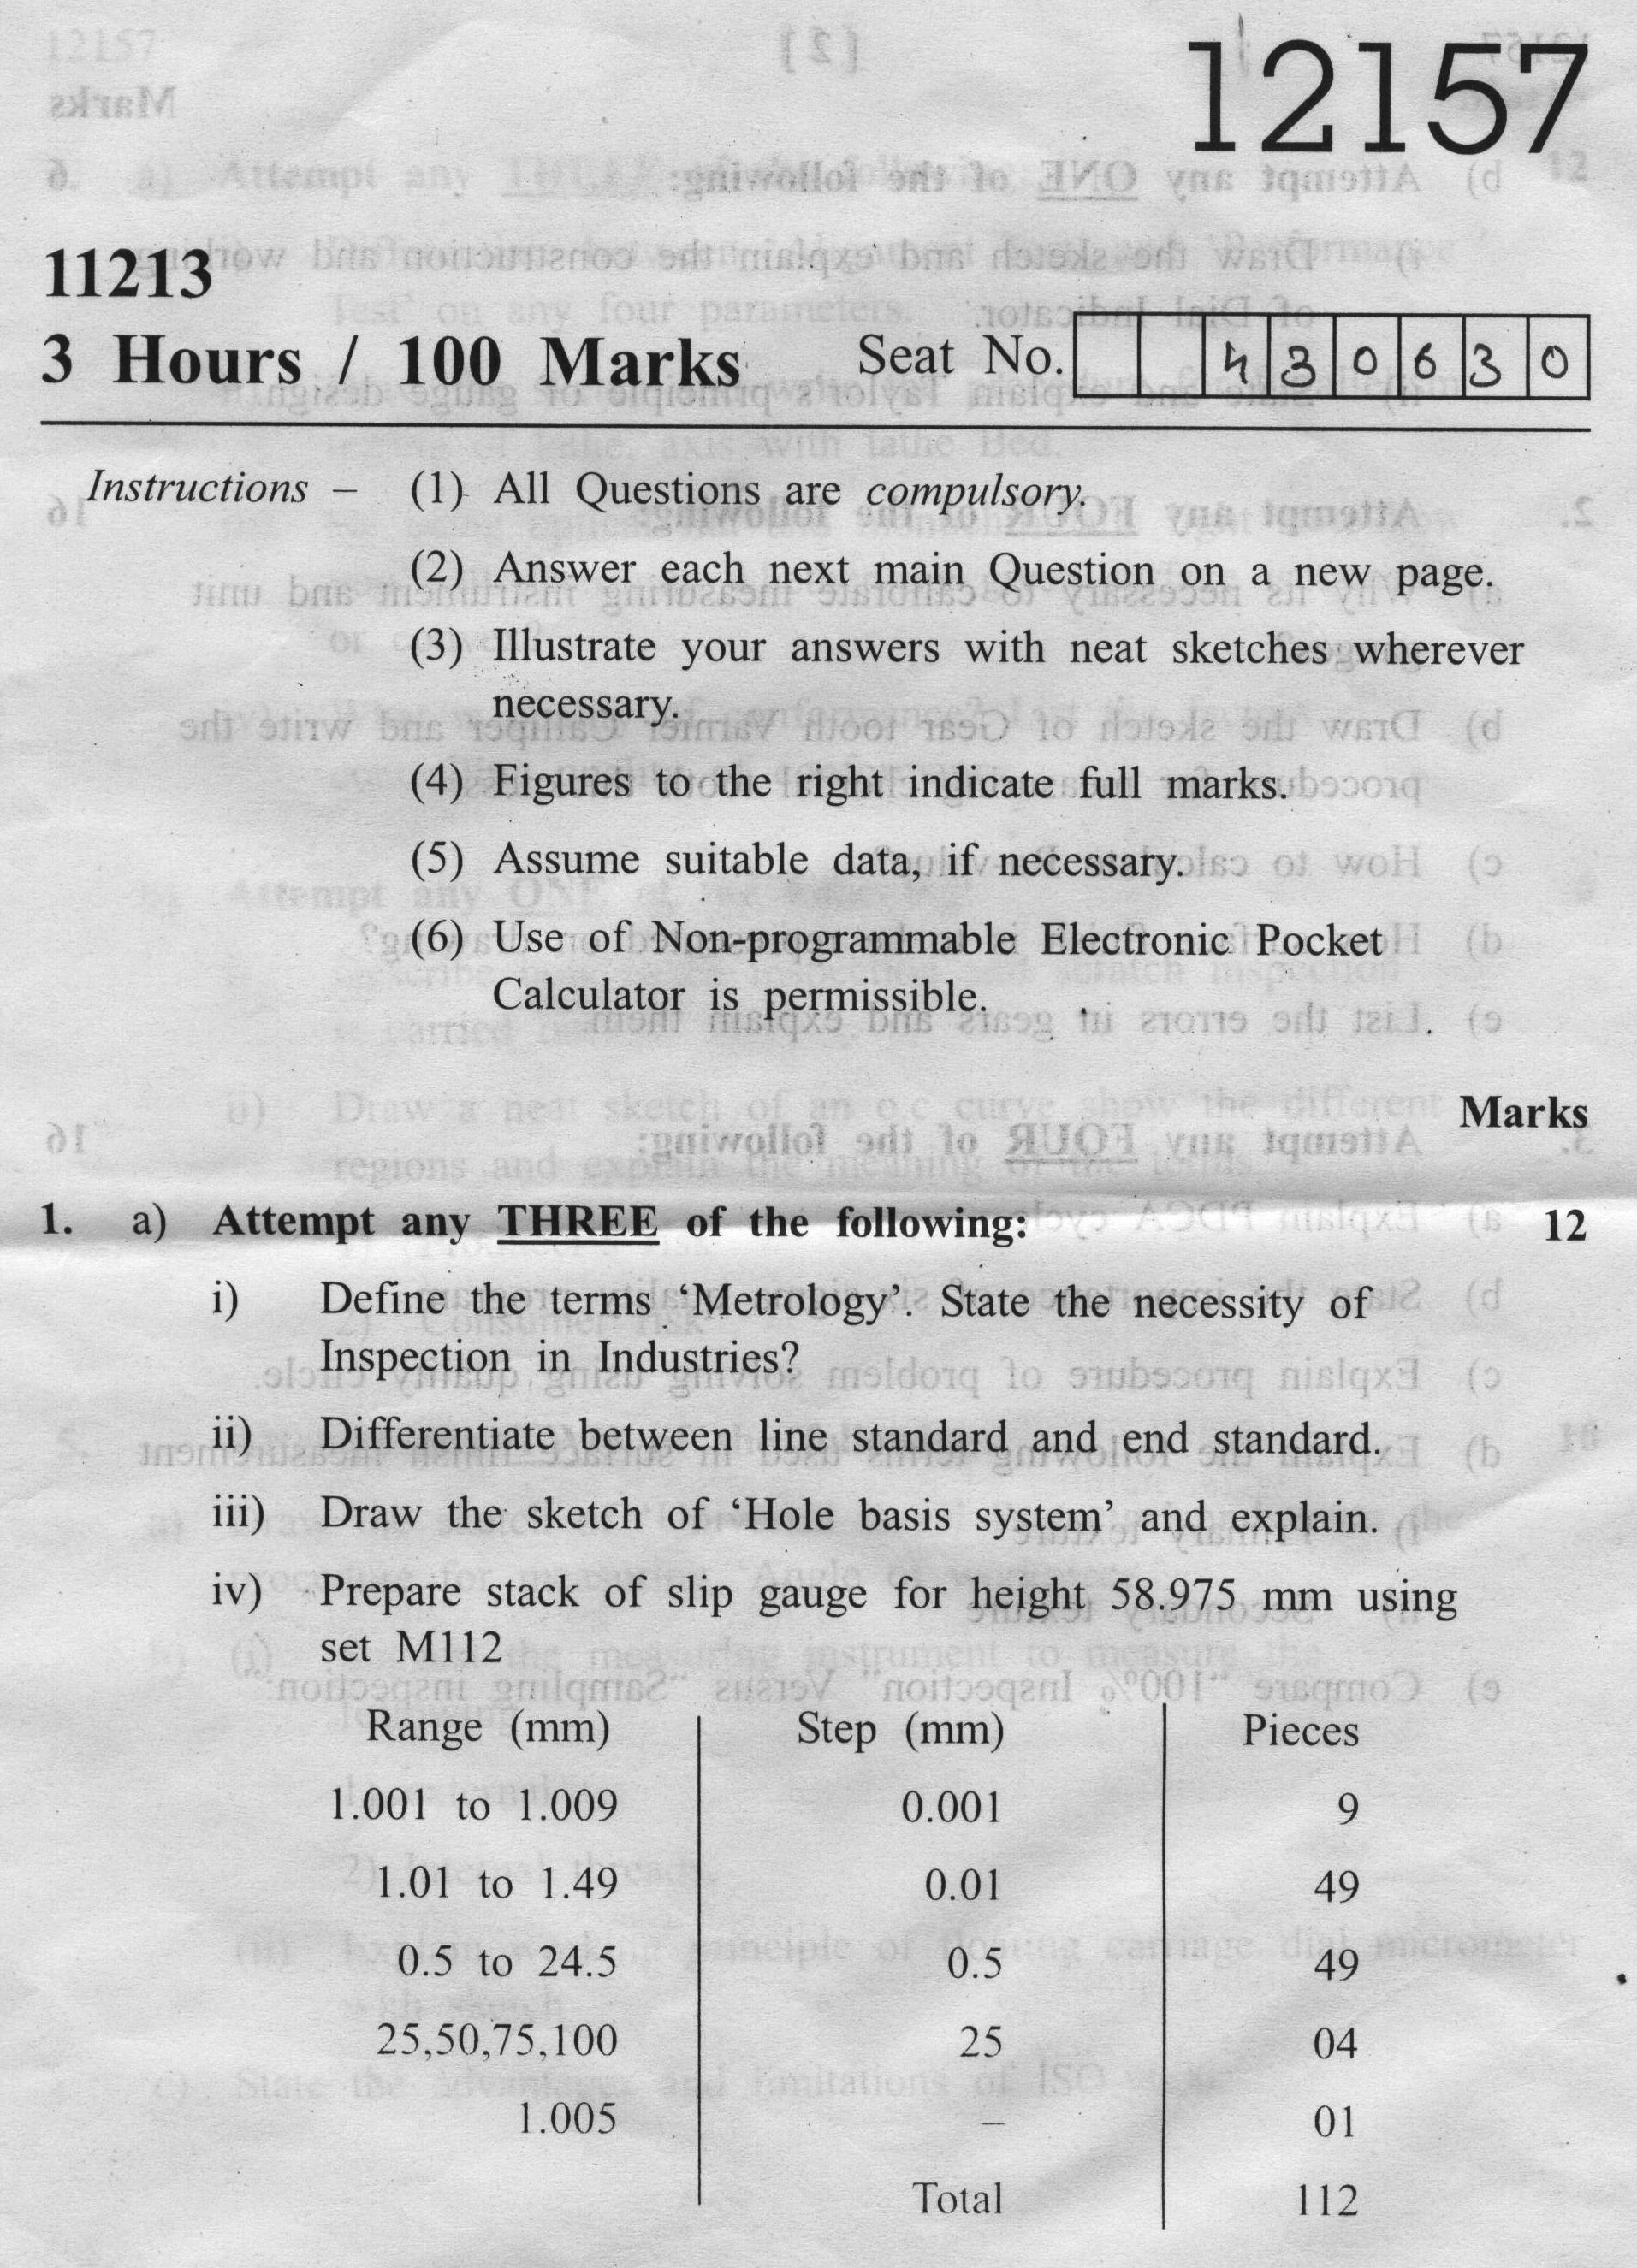 12157
11213
3 Hours / 100 Marks Seat No. 4 3 0 6 3 0
Instructions – (1) All Questions are compulsory.
(2) Answer each next main Question on a new page.
(3) Illustrate your answers with neat sketches wherever
necessary.
(4) Figures to the right indicate full marks.
(5) Assume suitable data, if necessary.
(6) Use of Non-programmable Electronic Pocket
Calculator is permissible.
Marks
1. a) Attempt any THREE of the following: 12
i) Define the terms ‘Metrology’. State the necessity of
Inspection in Industries?
ii) Differentiate between line standard and end standard.
iii) Draw the sketch of ‘Hole basis system’ and explain.
iv) Prepare stack of slip gauge for height 58.975 mm using
set M112
Range (mm) Step (mm) Pieces
1.001 to 1.009 0.001 9
1.01 to 1.49 0.01 49
0.5 to 24.5 0.5 49
25,50,75,100 25 04
1.005 – 01
Total 112